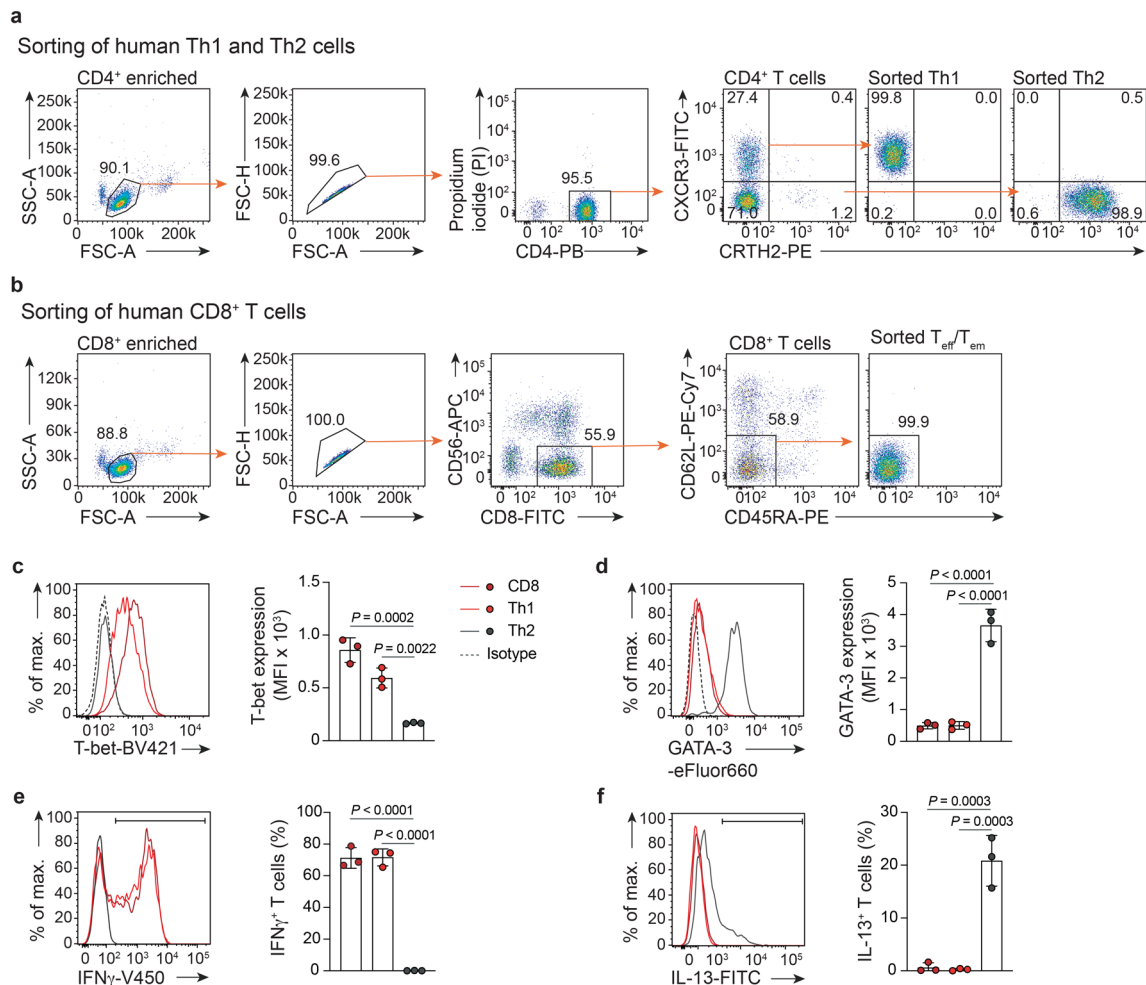 a
Sorting of human Th1 and Th2 cells
CD4+ enriched
CD4+ T cells
Sorted Th1
Sorted Th2
250k
200k
150k
100k
50k
0
SSC-A
90.1
0 100k 200k
FSC-A
250k
200k
150k
100k
50k
0
FSC-H
99.6
0 100k 200k
FSC-A
10⁵
10⁴
10³
10²
0
Propidium
iodide (PI)
95.5
0 10² 10³ 10⁴
CD4-PB
10⁴
10³
10²
0
CXCR3-FITC
27.4 0.4
71.0 1.2
0 10² 10³ 10⁴
99.8 0.0
0.2 0.0
0 10² 10³ 10⁴
0.0 0.5
0.6 98.9
0 10² 10³ 10⁴
CRTH2-PE
b
Sorting of human CD8+ T cells
CD8+ enriched
CD8+ T cells
Sorted Teff/Tem
120k
90k
60k
30k
0
SSC-A
88.8
0 100k 200k
FSC-A
250k
200k
150k
100k
50k
0
FSC-H
100.0
0 100k 200k
FSC-A
10⁵
10⁴
10³
10²
0
CD56-APC
55.9
0 10² 10³ 10⁴
CD8-FITC
10⁴
10³
10²
0
CD62L-PE-Cy7
58.9
0 10² 10³ 10⁴
99.9
0 10² 10³ 10⁴
CD45RA-PE
c
100
80
60
40
20
0
% of max.
0 10² 10³ 10⁴
T-bet-BV421
1.5
1.0
0.5
0
T-bet expression
(MFI x 10³)
P = 0.0002
P = 0.0022
CD8
Th1
Th2
Isotype
d
100
80
60
40
20
0
% of max.
0 10² 10³ 10⁴ 10⁵
GATA-3
-eFluor660
5
4
3
2
1
0
GATA-3 expression
(MFI x 10³)
P < 0.0001
P < 0.0001
e
100
80
60
40
20
0
% of max.
0 10² 10³ 10⁴ 10⁵
IFNγ-V450
100
80
60
40
20
0
IFNγ+ T cells (%)
P < 0.0001
P < 0.0001
f
100
80
60
40
20
0
% of max.
0 10² 10³ 10⁴ 10⁵
IL-13-FITC
30
20
10
0
IL-13+ T cells (%)
P = 0.0003
P = 0.0003